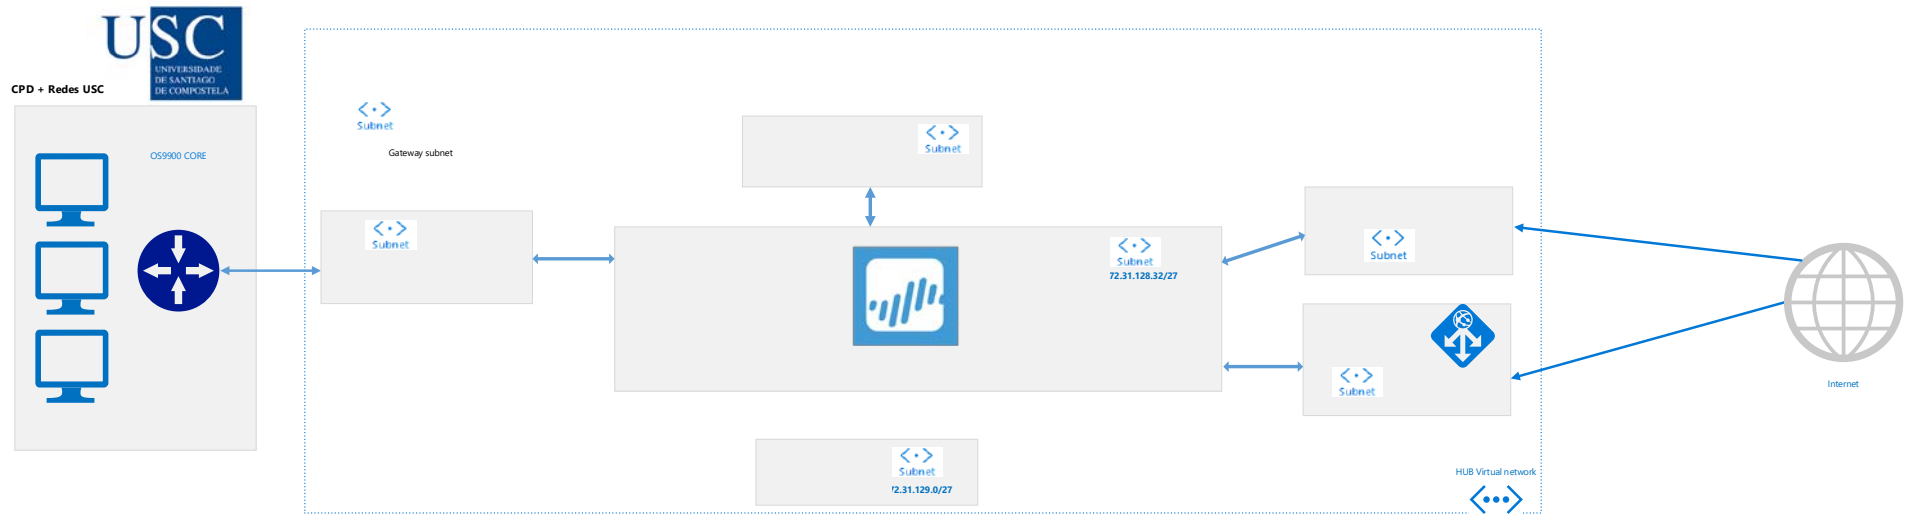 USC
UNIVERSIDADE
DE SANTIAGO
DE COMPOSTELA
CPD + Redes USC
OS9900 CORE
Subnet
Gateway subnet
Subnet
Subnet
Subnet
72.31.128.32/27
Subnet
Subnet
Subnet
72.31.129.0/27
HUB Virtual network
Internet